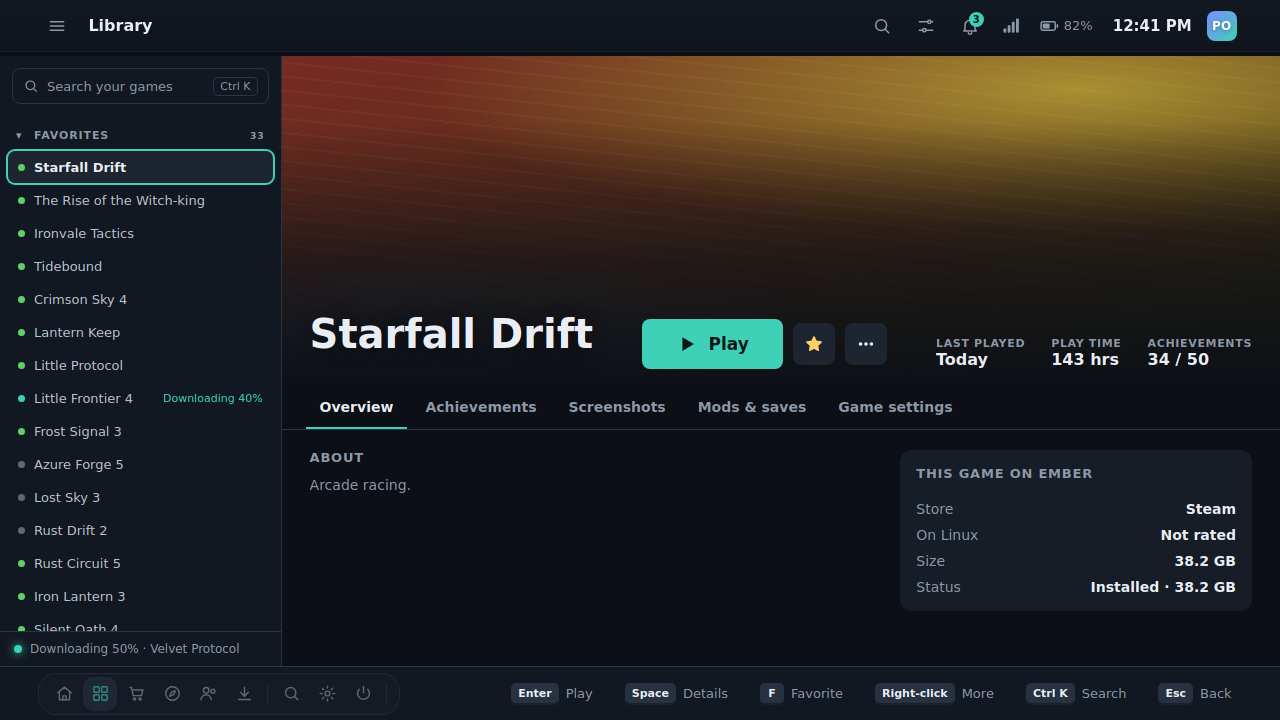 Library
3
82%
12:41 PM
PO
Search your games
Ctrl K
▾ FAVORITES 33
Starfall Drift
The Rise of the Witch-king
Ironvale Tactics
Tidebound
Crimson Sky 4
Lantern Keep
Little Protocol
Little Frontier 4 Downloading 40%
Frost Signal 3
Azure Forge 5
Lost Sky 3
Rust Drift 2
Rust Circuit 5
Iron Lantern 3
Silent Oath 4
Downloading 50% · Velvet Protocol
Starfall Drift
Play
LAST PLAYED PLAY TIME ACHIEVEMENTS
Today 143 hrs 34 / 50
Overview Achievements Screenshots Mods & saves Game settings
ABOUT
Arcade racing.
THIS GAME ON EMBER
Store Steam
On Linux Not rated
Size 38.2 GB
Status Installed · 38.2 GB
Enter Play Space Details F Favorite Right-click More Ctrl K Search Esc Back